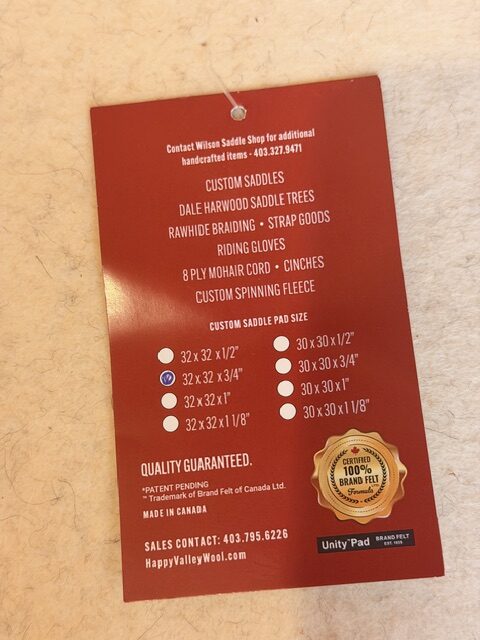 Contact Wilson Saddle Shop for additional
handcrafted items - 403.327.9471
CUSTOM SADDLES
DALE HARWOOD SADDLE TREES
RAWHIDE BRAIDING • STRAP GOODS
RIDING GLOVES
8 PLY MOHAIR CORD • CINCHES
CUSTOM SPINNING FLEECE
CUSTOM SADDLE PAD SIZE
32 x 32 x 1/2"
32 x 32 x 3/4"
32 x 32 x 1"
32 x 32 x 1 1/8"
30 x 30 x 1/2"
30 x 30 x 3/4"
30 x 30 x 1"
30 x 30 x 1 1/8"
QUALITY GUARANTEED.
*PATENT PENDING
™ Trademark of Brand Felt of Canada Ltd.
MADE IN CANADA
SALES CONTACT: 403.795.6226
HappyValleyWool.com
CERTIFIED
100%
BRAND FELT
Formula
Unity™Pad
BRAND FELT